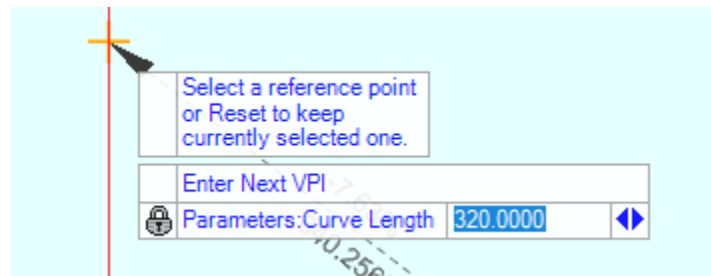 Select a reference point
or Reset to keep
currently selected one.
Enter Next VPI
Parameters:Curve Length 320.0000